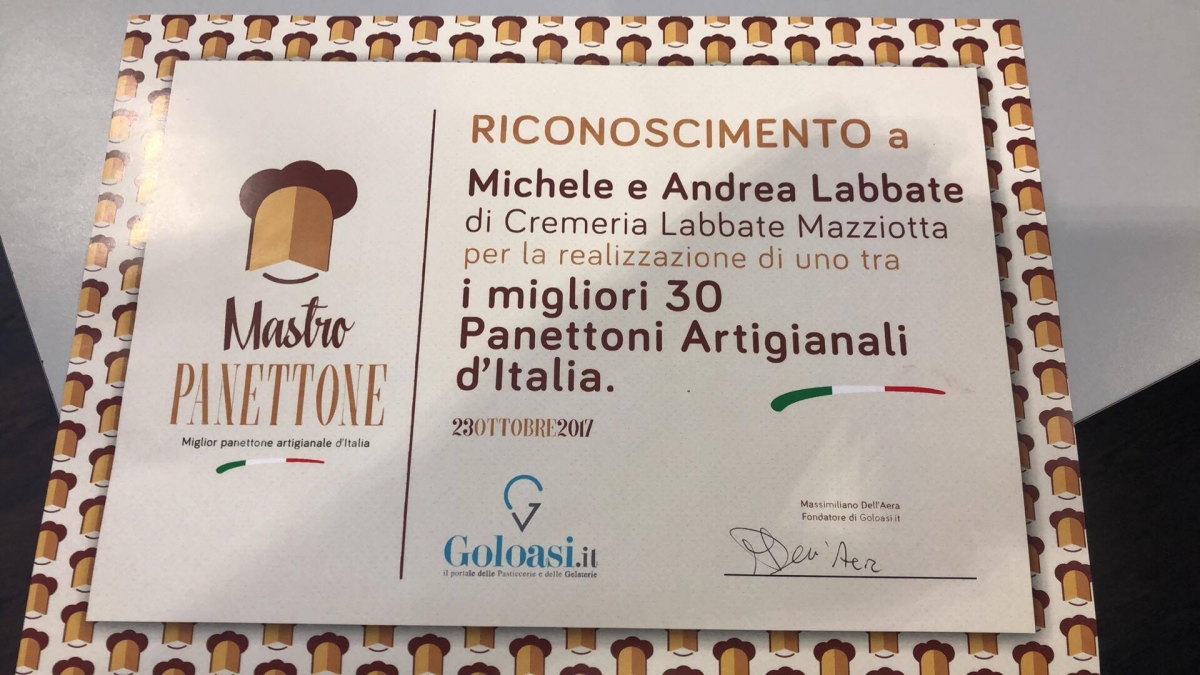 Mastro
PANETTONE
Miglior panettone artigianale d'Italia
RICONOSCIMENTO a
Michele e Andrea Labbate
di Cremeria Labbate Mazziotta
per la realizzazione di uno tra
i migliori 30
Panettoni Artigianali
d'Italia.
23OTTOBRE2017
Goloasi.it
il portale delle Pasticcerie e delle Gelaterie
Massimiliano Dell'Aera
Fondatore di Goloasi.it
Dell'Aera